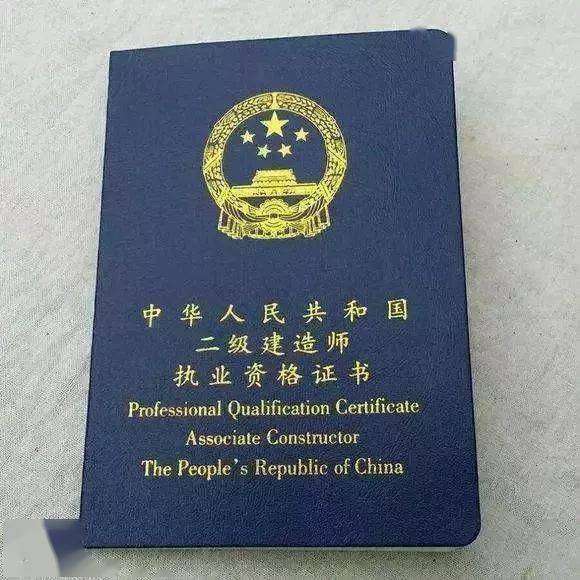 中华人民共和国
二级建造师
执业资格证书
Professional Qualification Certificate
Associate Constructor
The People's Republic of China